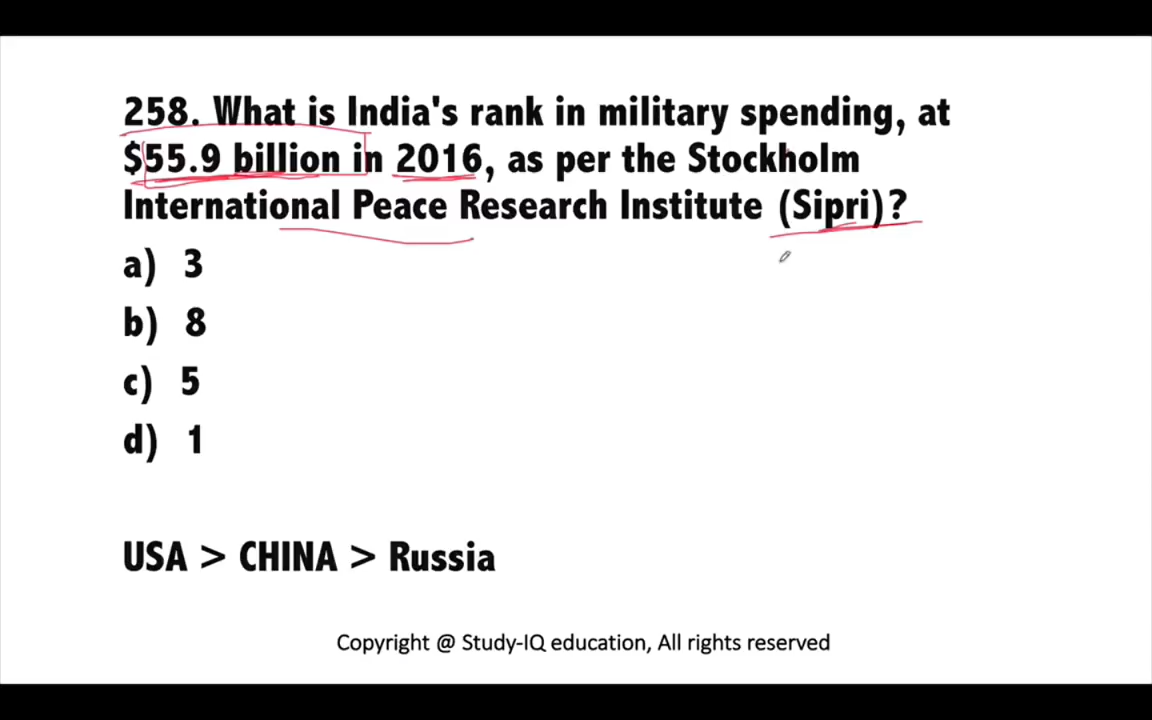 258. What is India's rank in military spending, at
$55.9 billion in 2016, as per the Stockholm
International Peace Research Institute (Sipri)?
a) 3
b) 8
c) 5
d) 1
USA > CHINA > Russia
Copyright @ Study-IQ education, All rights reserved